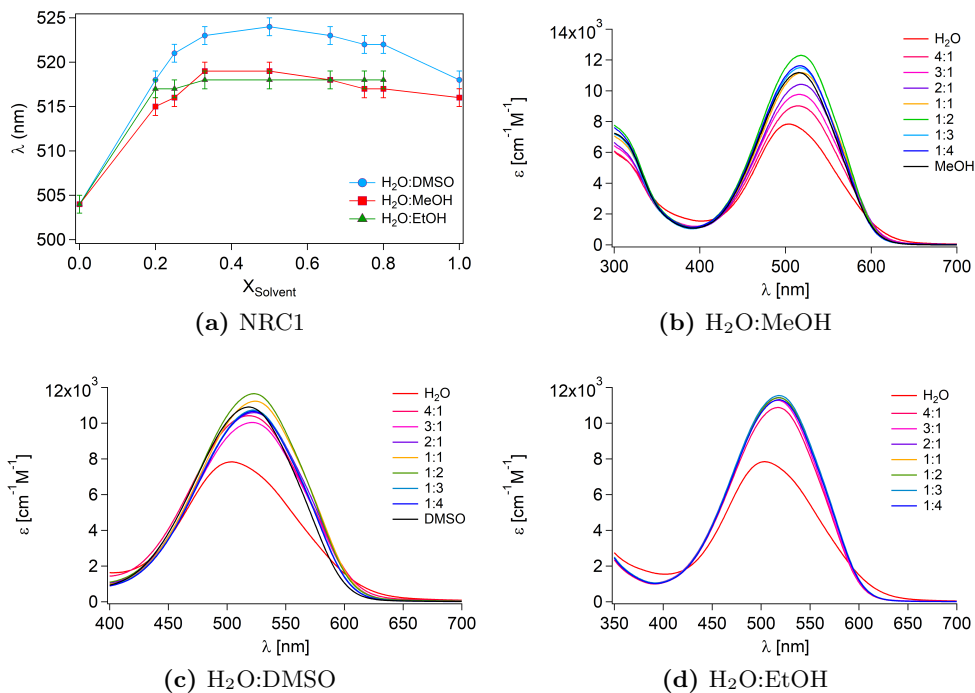 525
520
515
510
505
500
λ (nm)
0.0 0.2 0.4 0.6 0.8 1.0
X_Solvent
H₂O:DMSO
H₂O:MeOH
H₂O:EtOH
(a) NRC1
14x10³
12
10
8
6
4
2
0
ε [cm⁻¹M⁻¹]
300 400 500 600 700
λ [nm]
H₂O
4:1
3:1
2:1
1:1
1:2
1:3
1:4
MeOH
(b) H₂O:MeOH
12x10³
10
8
6
4
2
0
ε [cm⁻¹M⁻¹]
400 450 500 550 600 650 700
λ [nm]
H₂O
4:1
3:1
2:1
1:1
1:2
1:3
1:4
DMSO
(c) H₂O:DMSO
12x10³
10
8
6
4
2
0
ε [cm⁻¹M⁻¹]
350 400 450 500 550 600 650 700
λ [nm]
H₂O
4:1
3:1
2:1
1:1
1:2
1:3
1:4
(d) H₂O:EtOH